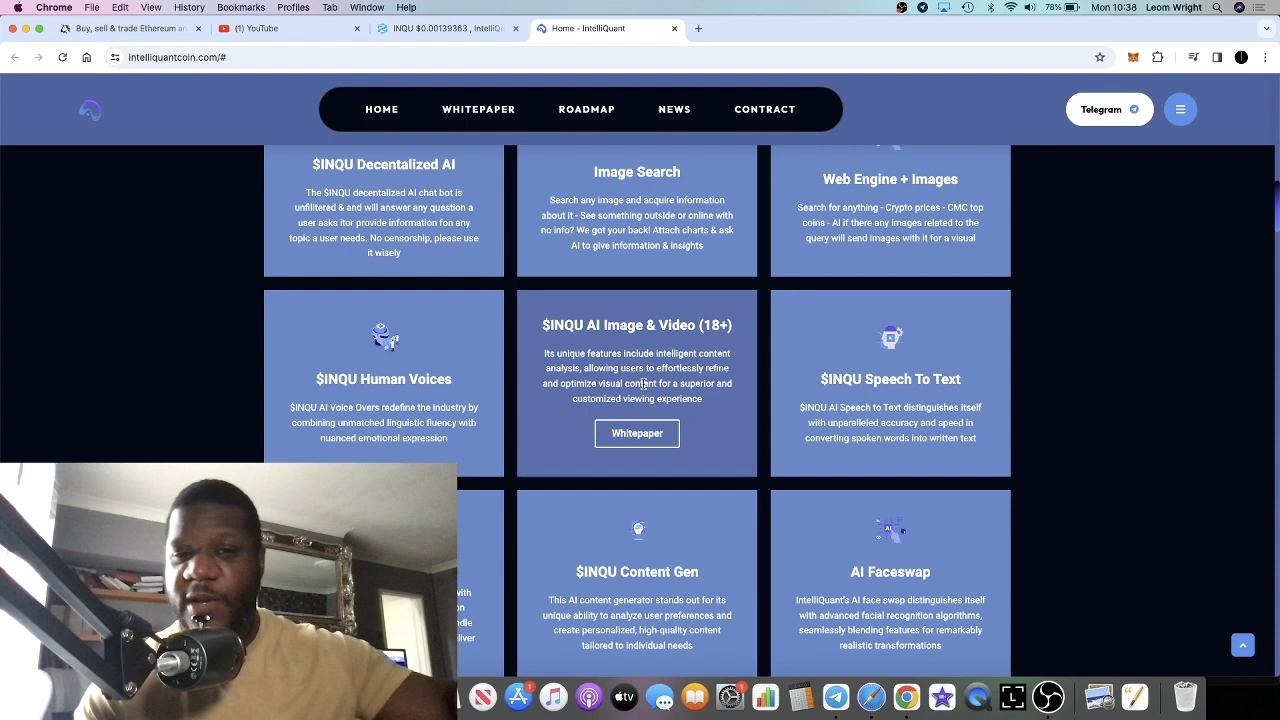 Chrome File Edit View History Bookmarks Profiles Tab Window Help
78% Mon 10:38 Leom Wright
Buy, sell & trade Ethereum an
(1) YouTube
INQU $0.00139363 , IntelliQu
Home - IntelliQuant
intelliquantcoin.com/#
HOME WHITEPAPER ROADMAP NEWS CONTRACT
Telegram
$INQU Decentalized AI
The $INQU decentalized AI chat bot is
unfiltered & and will answer any question a
user asks itor provide information fon any
topic a user needs. No censorship, please use
it wisely
Image Search
Search any image and acquire information
about it - See something outside or online with
no info? We got your back! Attach charts & ask
AI to give information & insights
Web Engine + Images
Search for anything - Crypto prices - CMC top
coins - AI if there any images related to the
query will send images with it for a visual
$INQU Human Voices
$INQU AI Voice Overs redefine the industry by
combining unmatched linguistic fluency with
nuanced emotional expression
$INQU AI Image & Video (18+)
Its unique features include intelligent content
analysis, allowing users to effortlessly refine
and optimize visual content for a superior and
customized viewing experience
Whitepaper
$INQU Speech To Text
$INQU AI Speech to Text distinguishes itself
with unparalleled accuracy and speed in
converting spoken words into written text
with
on
ndle
eliver
$INQU Content Gen
This AI content generator stands out for its
unique ability to analyze user preferences and
create personalized, high-quality content
tailored to individual needs
AI Faceswap
IntelliQuant's AI face swap distinguishes itself
with advanced facial recognition algorithms,
seamlessly blending features for remarkably
realistic transformations
tv